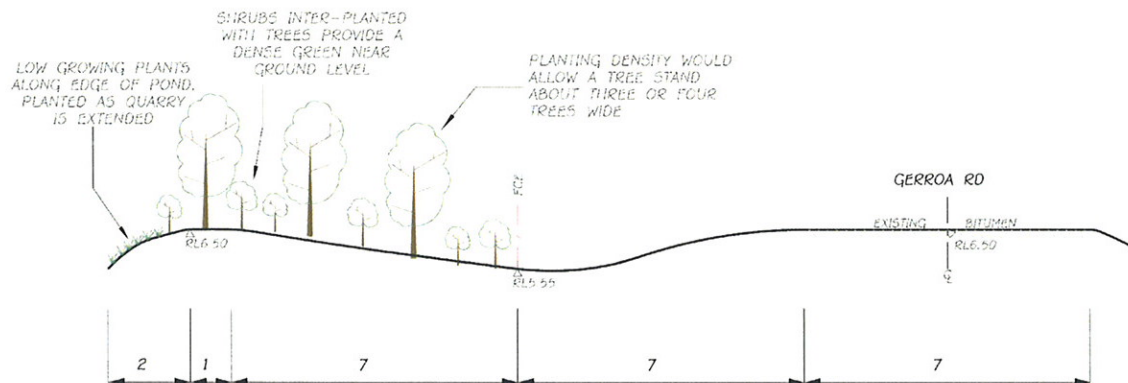 SHRUBS INTER-PLANTED
WITH TREES PROVIDE A
DENSE GREEN NEAR
GROUND LEVEL
LOW GROWING PLANTS
ALONG EDGE OF POND.
PLANTED AS QUARRY
IS EXTENDED
PLANTING DENSITY WOULD
ALLOW A TREE STAND
ABOUT THREE OR FOUR
TREES WIDE
GERROA RD
EXISTING BITUMEN
RL6.50
RL6.50
RL5.55
2 1 7 7 7